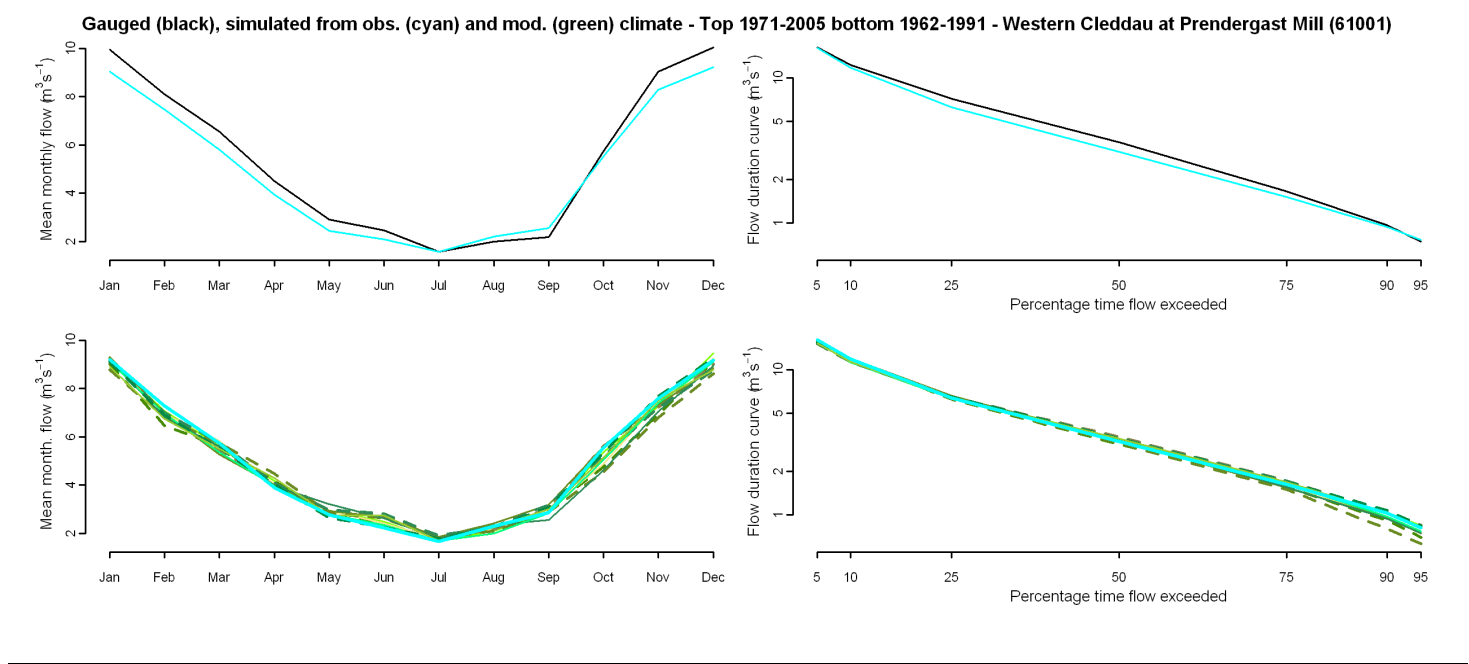 Gauged (black), simulated from obs. (cyan) and mod. (green) climate - Top 1971-2005 bottom 1962-1991 - Western Cleddau at Prendergast Mill (61001)
Mean monthly flow (m³s⁻¹)
10
8
6
4
2
Jan Feb Mar Apr May Jun Jul Aug Sep Oct Nov Dec
Flow duration curve (m³s⁻¹)
10
5
2
1
5 10 25 50 75 90 95
Percentage time flow exceeded
Mean month. flow (m³s⁻¹)
10
8
6
4
2
Jan Feb Mar Apr May Jun Jul Aug Sep Oct Nov Dec
Flow duration curve (m³s⁻¹)
10
5
2
1
5 10 25 50 75 90 95
Percentage time flow exceeded